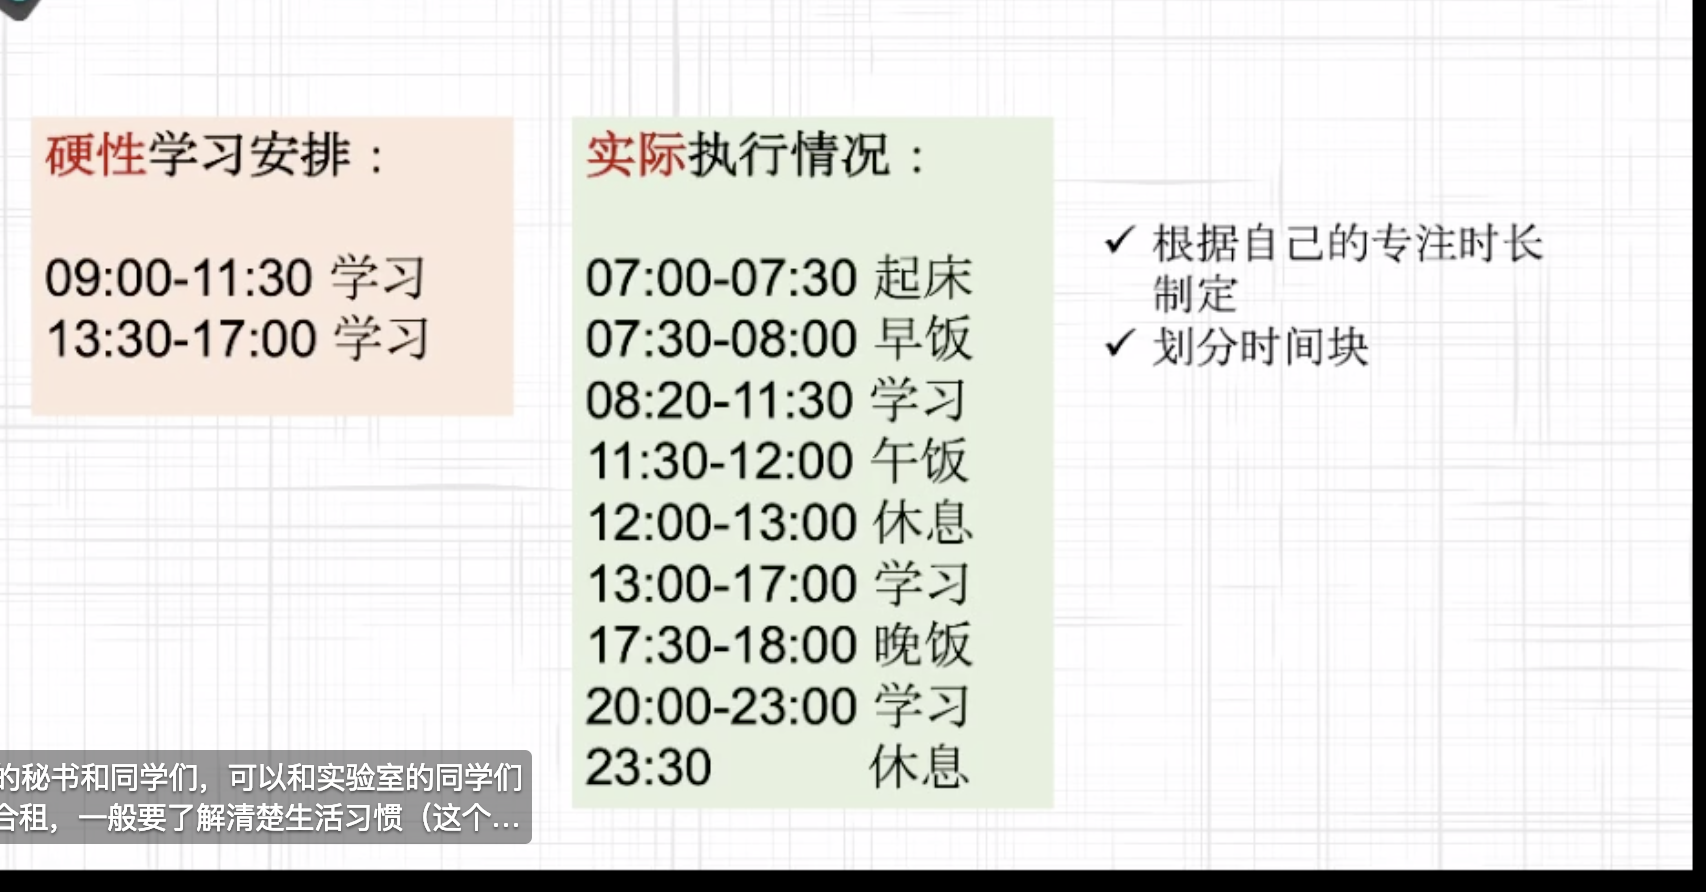 硬性学习安排：
09:00-11:30 学习
13:30-17:00 学习
实际执行情况：
07:00-07:30 起床
07:30-08:00 早饭
08:20-11:30 学习
11:30-12:00 午饭
12:00-13:00 休息
13:00-17:00 学习
17:30-18:00 晚饭
20:00-23:00 学习
23:30 休息
✓ 根据自己的专注时长
制定
✓ 划分时间块
的秘书和同学们，可以和实验室的同学们
合租，一般要了解清楚生活习惯（这个...